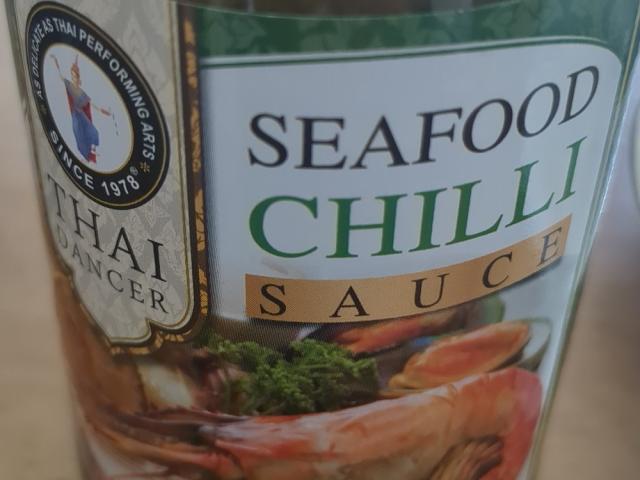 AS DELICATE AS THAI PERFORMING ARTS
SINCE 1978®
THAI
DANCER
SEAFOOD
CHILLI
SAUCE